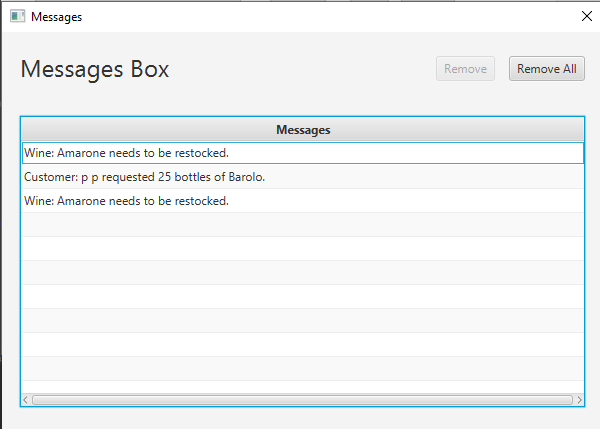 Messages
Messages Box
Remove
Remove All
Messages
Wine: Amarone needs to be restocked.
Customer: p p requested 25 bottles of Barolo.
Wine: Amarone needs to be restocked.